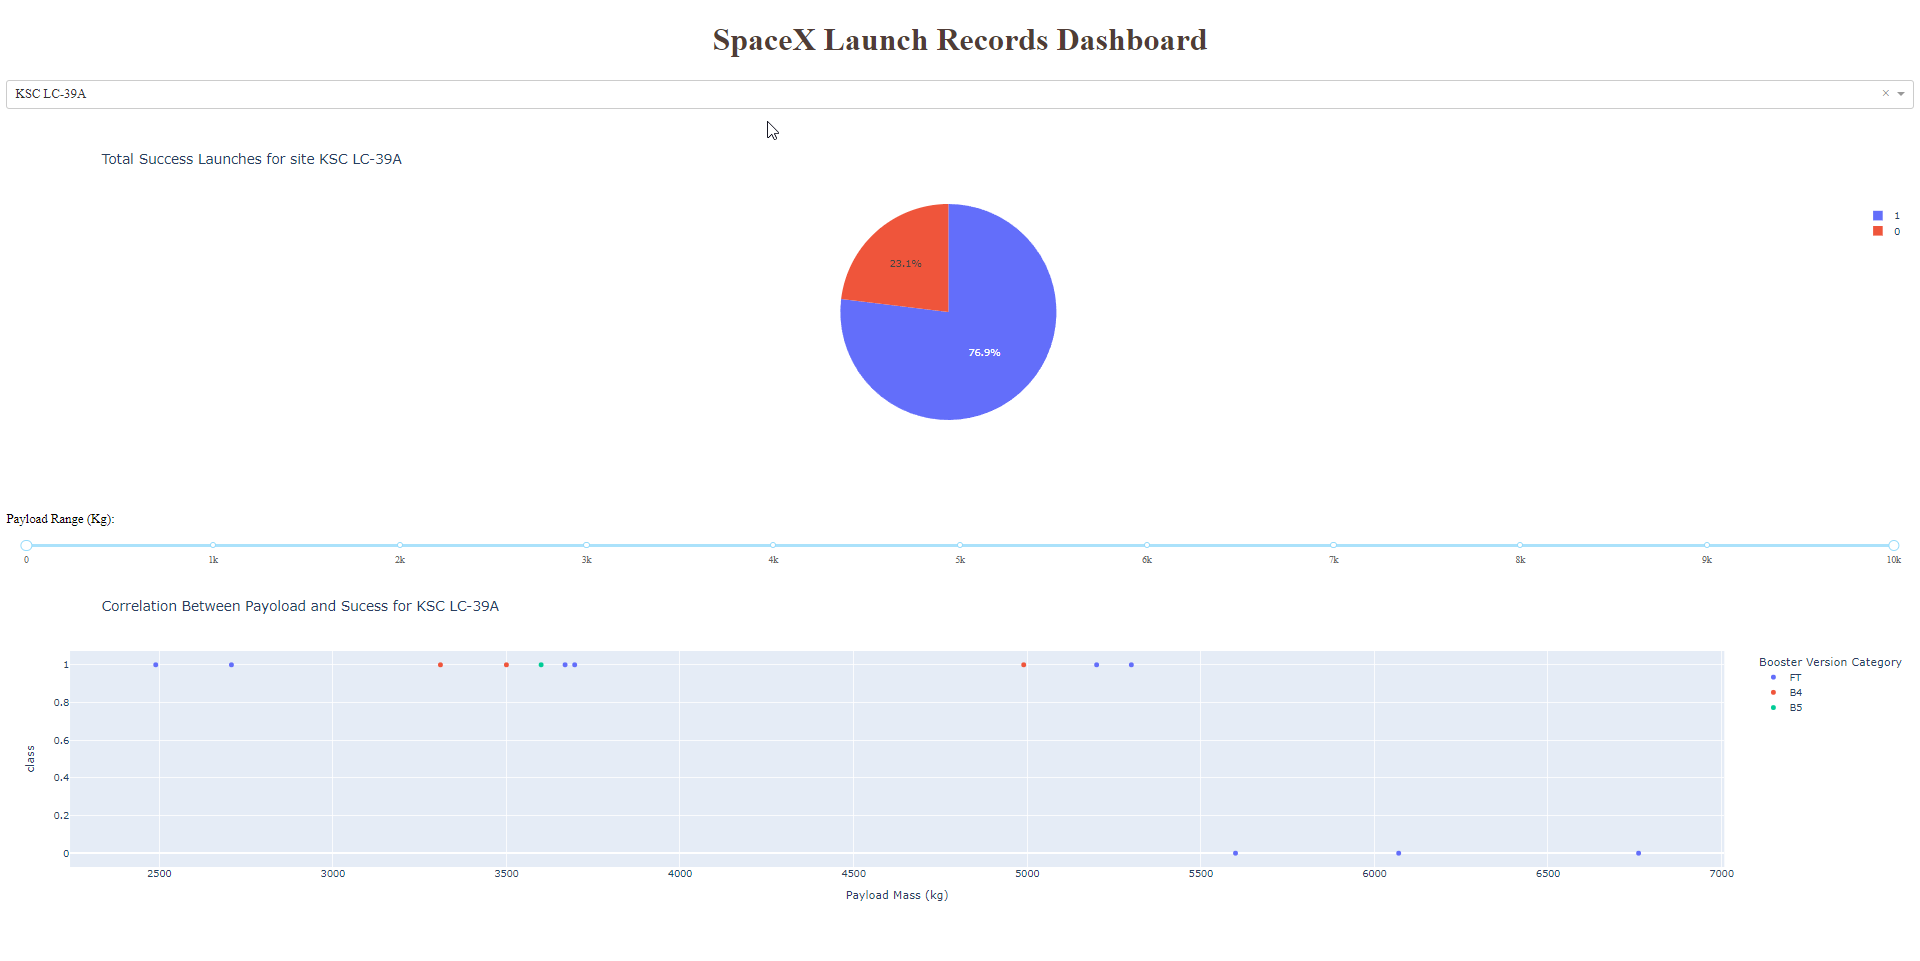 SpaceX Launch Records Dashboard
KSC LC-39A
× 
Total Success Launches for site KSC LC-39A
1
0
23.1%
76.9%
Payload Range (Kg):
0 1k 2k 3k 4k 5k 6k 7k 8k 9k 10k
Correlation Between Payoload and Sucess for KSC LC-39A
Booster Version Category
FT
B4
B5
class
1
0.8
0.6
0.4
0.2
0
2500 3000 3500 4000 4500 5000 5500 6000 6500 7000
Payload Mass (kg)